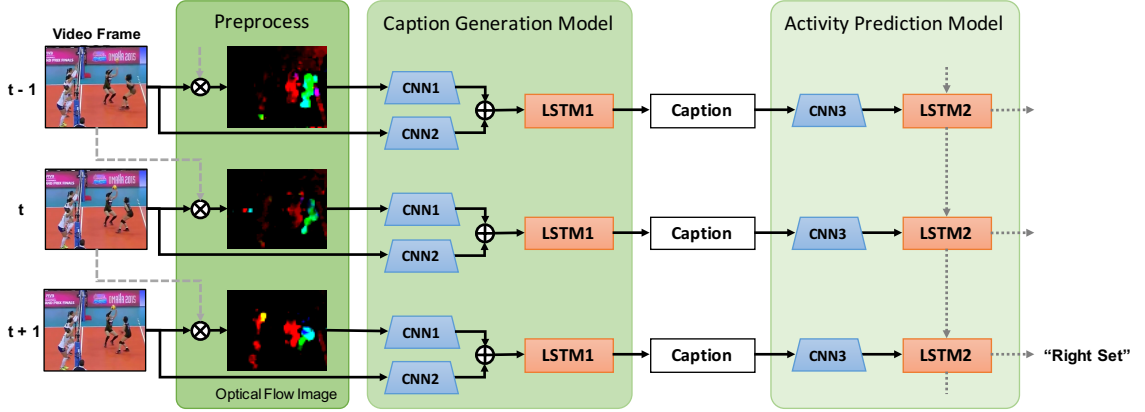 Preprocess
Caption Generation Model
Activity Prediction Model
Video Frame
t - 1
CNN1
CNN2
LSTM1
Caption
CNN3
LSTM2
t
CNN1
CNN2
LSTM1
Caption
CNN3
LSTM2
t + 1
CNN1
CNN2
LSTM1
Caption
CNN3
LSTM2
“Right Set”
Optical Flow Image